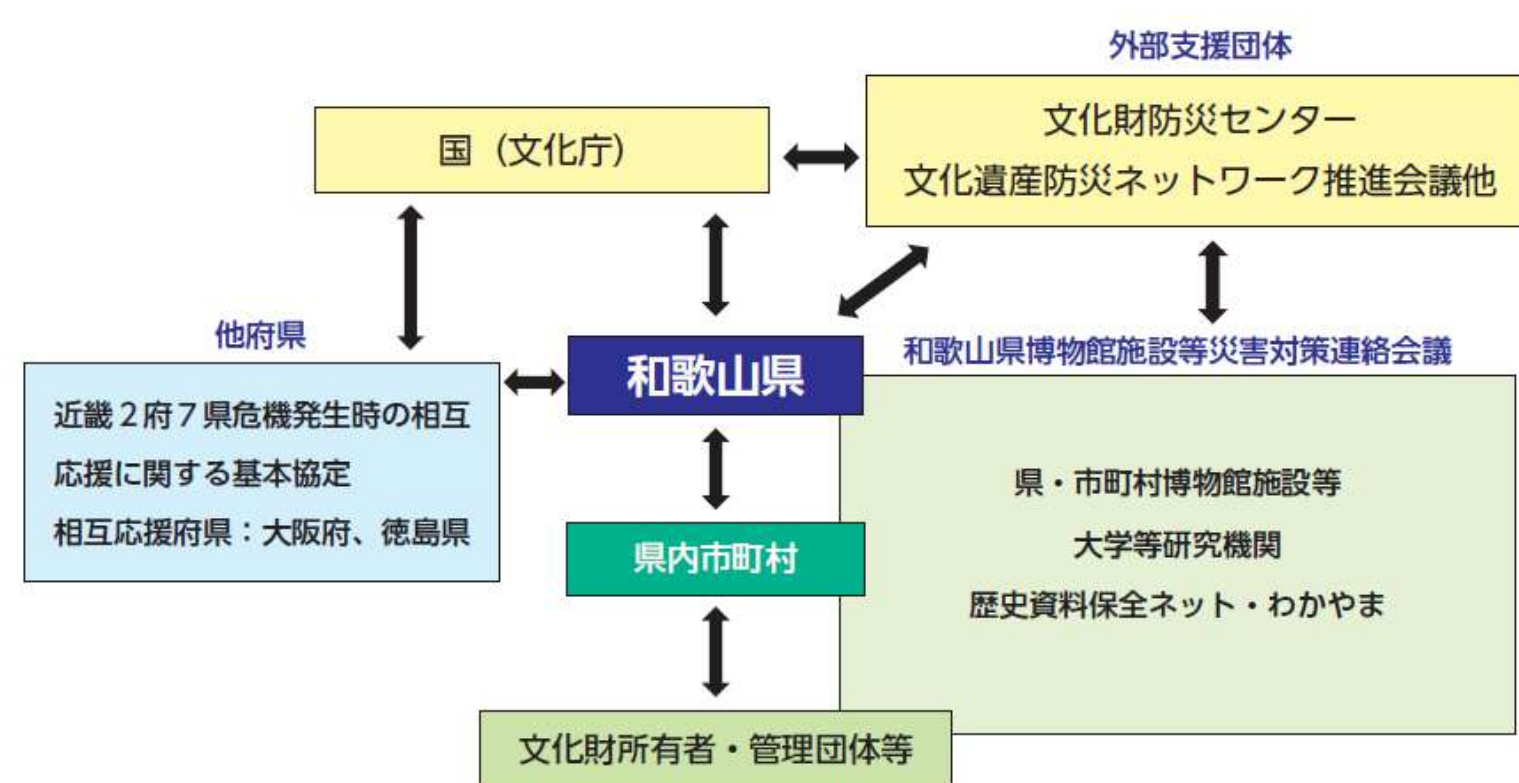 外部支援団体
国（文化庁）
文化財防災センター
文化遺産防災ネットワーク推進会議他
他府県
近畿２府７県危機発生時の相互
応援に関する基本協定
相互応援府県：大阪府、徳島県
和歌山県
和歌山県博物館施設等災害対策連絡会議
県・市町村博物館施設等
大学等研究機関
歴史資料保全ネット・わかやま
県内市町村
文化財所有者・管理団体等